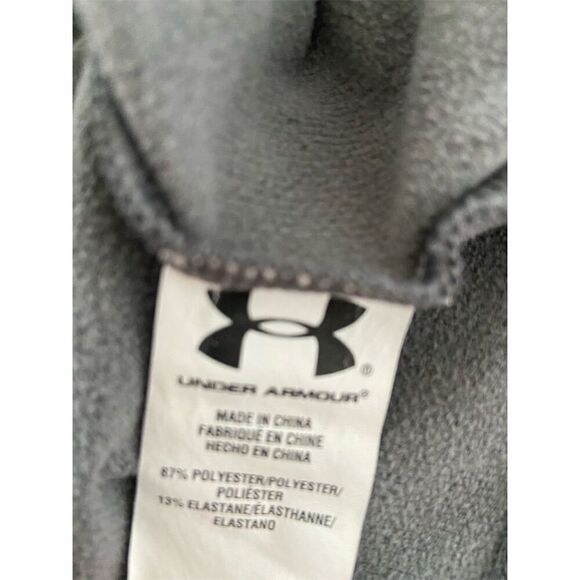 UNDER ARMOUR®
MADE IN CHINA
FABRIQUÉ EN CHINE
HECHO EN CHINA
87% POLYESTER/POLYESTER/
POLIÉSTER
13% ELASTANE/ÉLASTHANNE/
ELASTANO